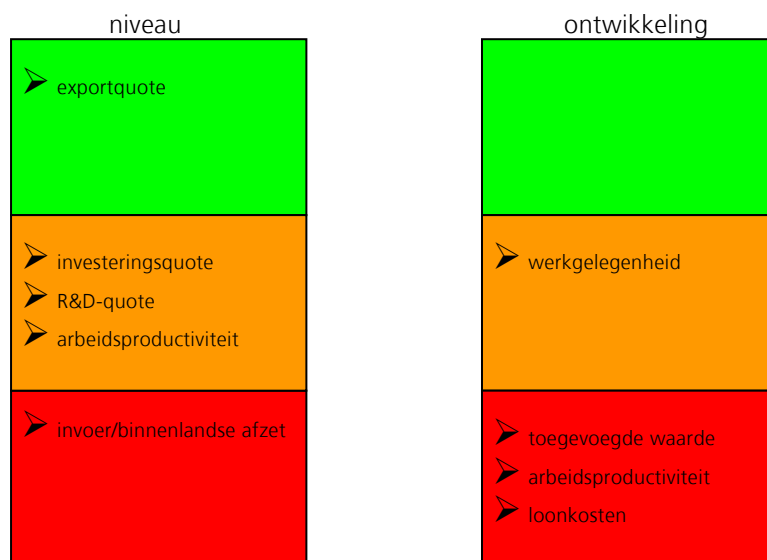 niveau
exportquote
investeringsquote
R&D-quote
arbeidsproductiviteit
invoer/binnenlandse afzet
ontwikkeling
werkgelegenheid
toegevoegde waarde
arbeidsproductiviteit
loonkosten